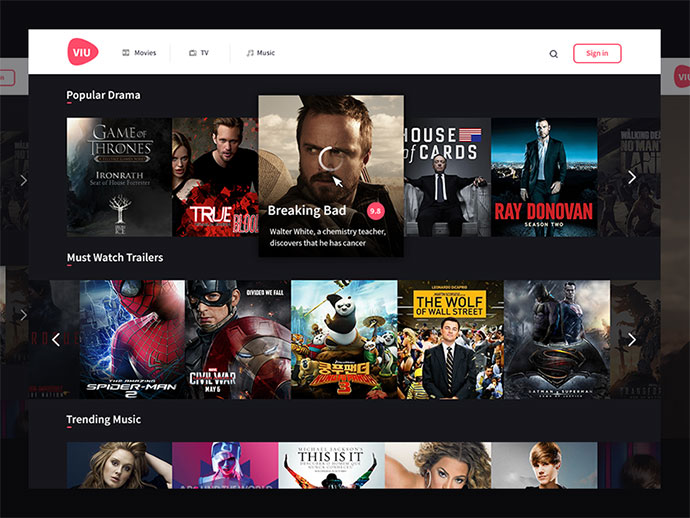 VIU
Movies
TV
Music
Sign in
Popular Drama
GAME OF
THRONES
IRONRATH
Seat of House Forrester
TRUE BLOOD
Breaking Bad
9.8
Walter White, a chemistry teacher,
discovers that he has cancer
HOUSE
of CARDS
RAY DONOVAN
SEASON TWO
Must Watch Trailers
THE AMAZING
SPIDER-MAN
2
DIVIDED WE FALL
MARVEL
CIVIL WAR
MAY 6
쿵푸팬더
3
LEONARDO DICAPRIO
THE WOLF
OF WALL STREET
BATMAN v SUPERMAN
Trending Music
MICHAEL JACKSON'S
THIS IS IT